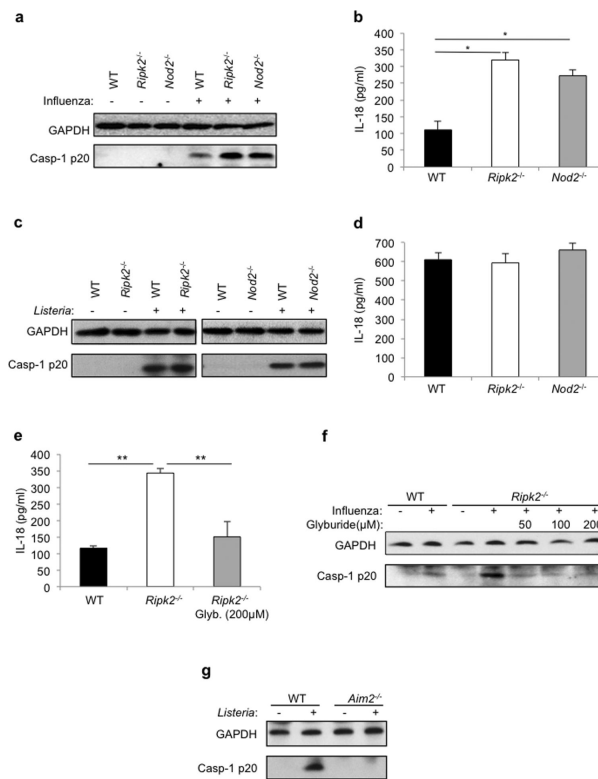 a
WT
Ripk2-/-
Nod2-/-
WT
Ripk2-/-
Nod2-/-
Influenza: - - - + + +
GAPDH
Casp-1 p20
b
* *
IL-18 (pg/ml)
400
350
300
250
200
150
100
50
0
WT Ripk2-/- Nod2-/-
c
WT
Ripk2-/-
WT
Ripk2-/-
WT
Nod2-/-
WT
Nod2-/-
Listeria: - - + + - - + +
GAPDH
Casp-1 p20
d
IL-18 (pg/ml)
700
600
500
400
300
200
100
0
WT Ripk2-/- Nod2-/-
e
** **
IL-18 (pg/ml)
400
350
300
250
200
150
100
50
0
WT Ripk2-/- Ripk2-/-
Glyb. (200µM)
f
WT Ripk2-/-
Influenza: - + - + + + +
Glyburide(µM): 50 100 200
GAPDH
Casp-1 p20
g
WT Aim2-/-
Listeria: - + - +
GAPDH
Casp-1 p20